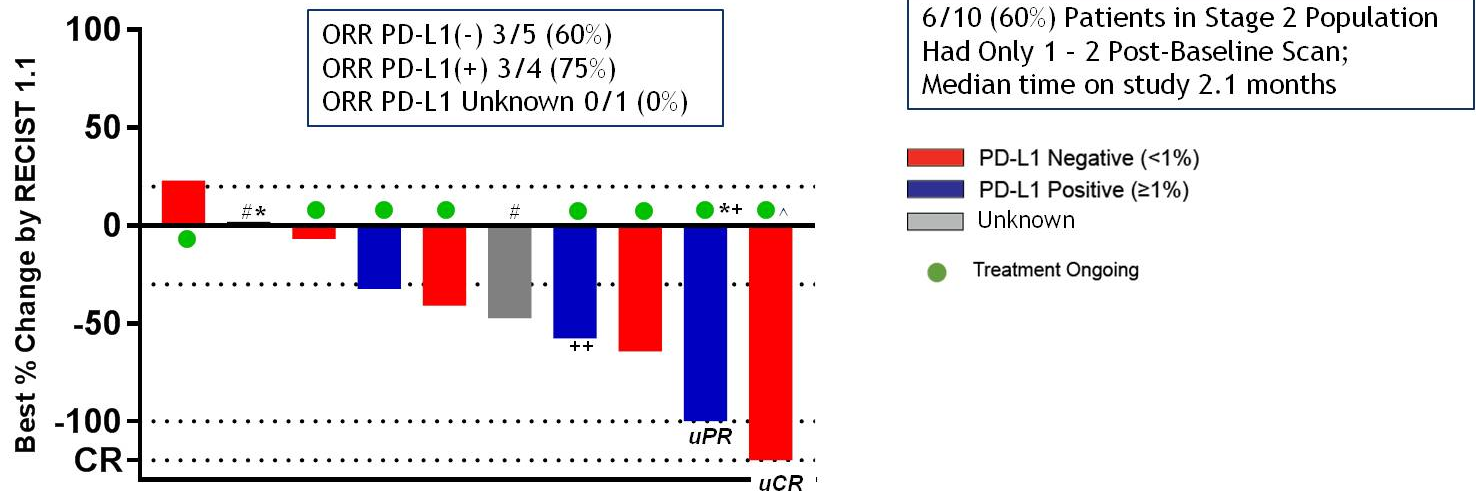 Best % Change by RECIST 1.1
100
50
0
-50
-100
CR
ORR PD-L1(-) 3/5 (60%)
ORR PD-L1(+) 3/4 (75%)
ORR PD-L1 Unknown 0/1 (0%)
#*
#
*+
^
++
uPR
uCR
6/10 (60%) Patients in Stage 2 Population
Had Only 1 - 2 Post-Baseline Scan;
Median time on study 2.1 months
PD-L1 Negative (<1%)
PD-L1 Positive (≥1%)
Unknown
Treatment Ongoing